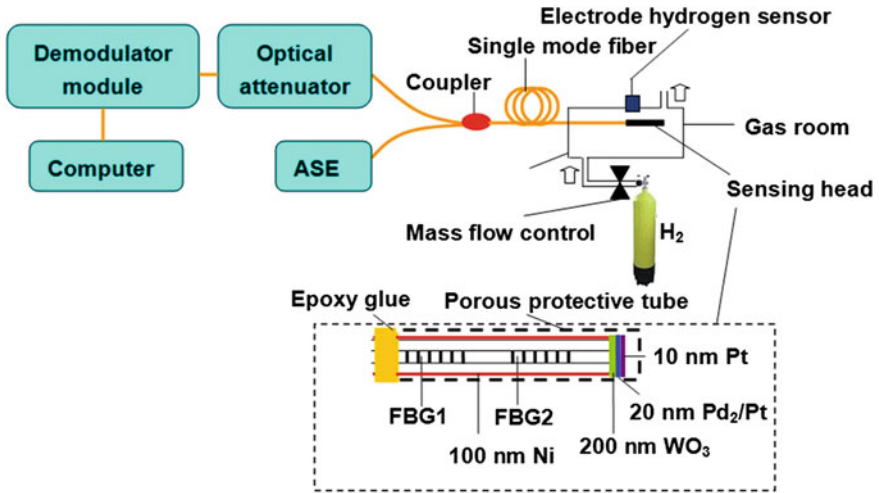 Electrode hydrogen sensor
Single mode fiber
Demodulator
module
Optical
attenuator
Coupler
Gas room
Computer
ASE
Sensing head
Mass flow control
H₂
Epoxy glue
Porous protective tube
10 nm Pt
FBG1
FBG2
20 nm Pd₂/Pt
100 nm Ni
200 nm WO₃